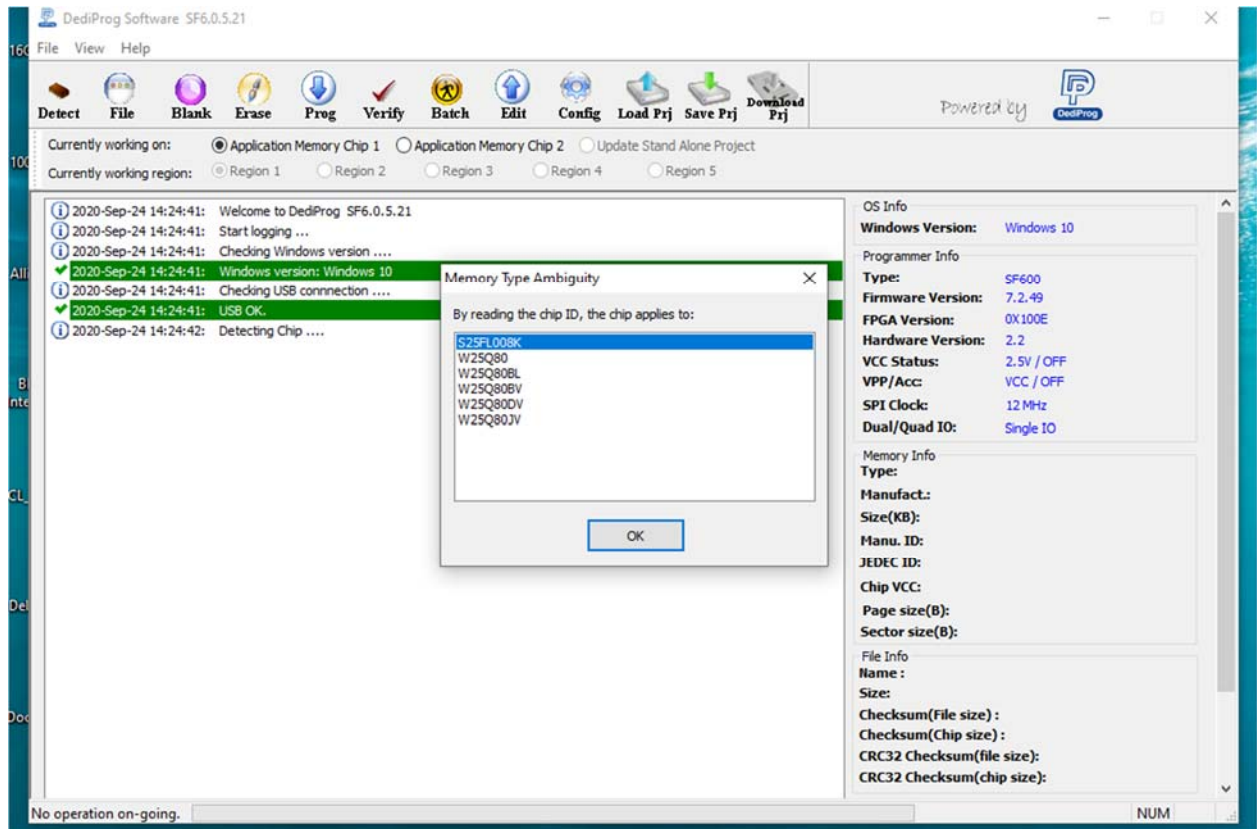 DediProg Software SF6.0.5.21
File View Help
Detect File Blank Erase Prog Verify Batch Edit Config Load Prj Save Prj Download Prj
Powered by DediProg
Currently working on: Application Memory Chip 1 Application Memory Chip 2 Update Stand Alone Project
Currently working region: Region 1 Region 2 Region 3 Region 4 Region 5
2020-Sep-24 14:24:41: Welcome to DediProg SF6.0.5.21
2020-Sep-24 14:24:41: Start logging ...
2020-Sep-24 14:24:41: Checking Windows version ....
2020-Sep-24 14:24:41: Windows version: Windows 10
2020-Sep-24 14:24:41: Checking USB connnection ....
2020-Sep-24 14:24:41: USB OK.
2020-Sep-24 14:24:42: Detecting Chip ....
Memory Type Ambiguity
By reading the chip ID, the chip applies to:
S25FL008K
W25Q80
W25Q80BL
W25Q80BV
W25Q80DV
W25Q80JV
OK
OS Info
Windows Version: Windows 10
Programmer Info
Type: SF600
Firmware Version: 7.2.49
FPGA Version: 0X100E
Hardware Version: 2.2
VCC Status: 2.5V / OFF
VPP/Acc: VCC / OFF
SPI Clock: 12 MHz
Dual/Quad IO: Single IO
Memory Info
Type:
Manufact.:
Size(KB):
Manu. ID:
JEDEC ID:
Chip VCC:
Page size(B):
Sector size(B):
File Info
Name :
Size:
Checksum(File size) :
Checksum(Chip size) :
CRC32 Checksum(file size):
CRC32 Checksum(chip size):
No operation on-going.
NUM